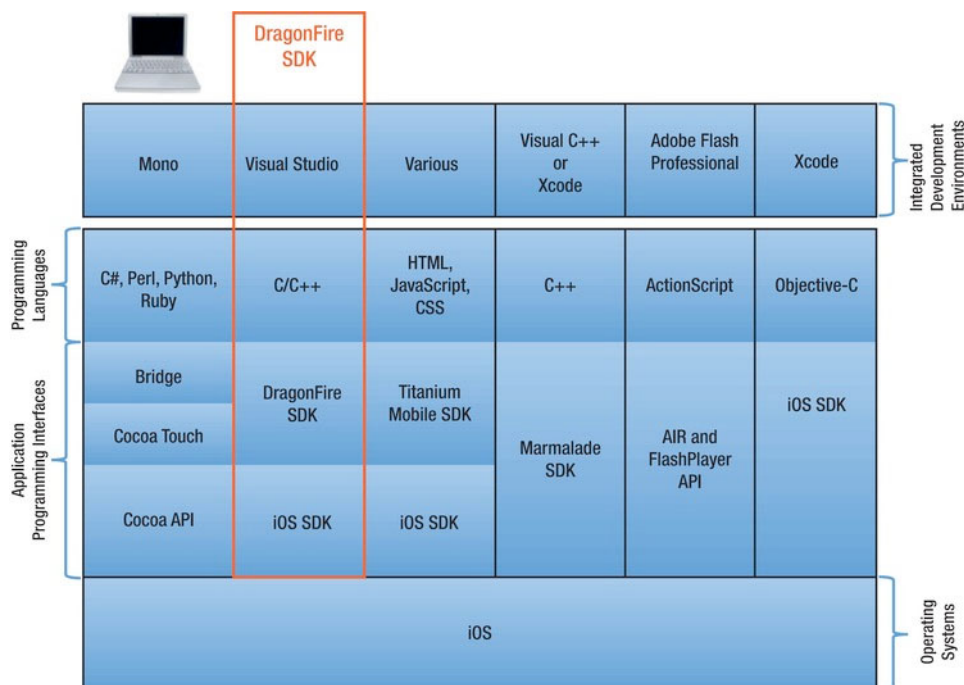 DragonFire
SDK
Mono
Visual Studio
Various
Visual C++
or
Xcode
Adobe Flash
Professional
Xcode
Integrated
Development
Environments
Programming
Languages
C#, Perl, Python,
Ruby
C/C++
HTML,
JavaScript,
CSS
C++
ActionScript
Objective-C
Application
Programming Interfaces
Bridge
Cocoa Touch
Cocoa API
DragonFire
SDK
iOS SDK
Titanium
Mobile SDK
iOS SDK
Marmalade
SDK
AIR and
FlashPlayer
API
iOS SDK
iOS
Operating
Systems